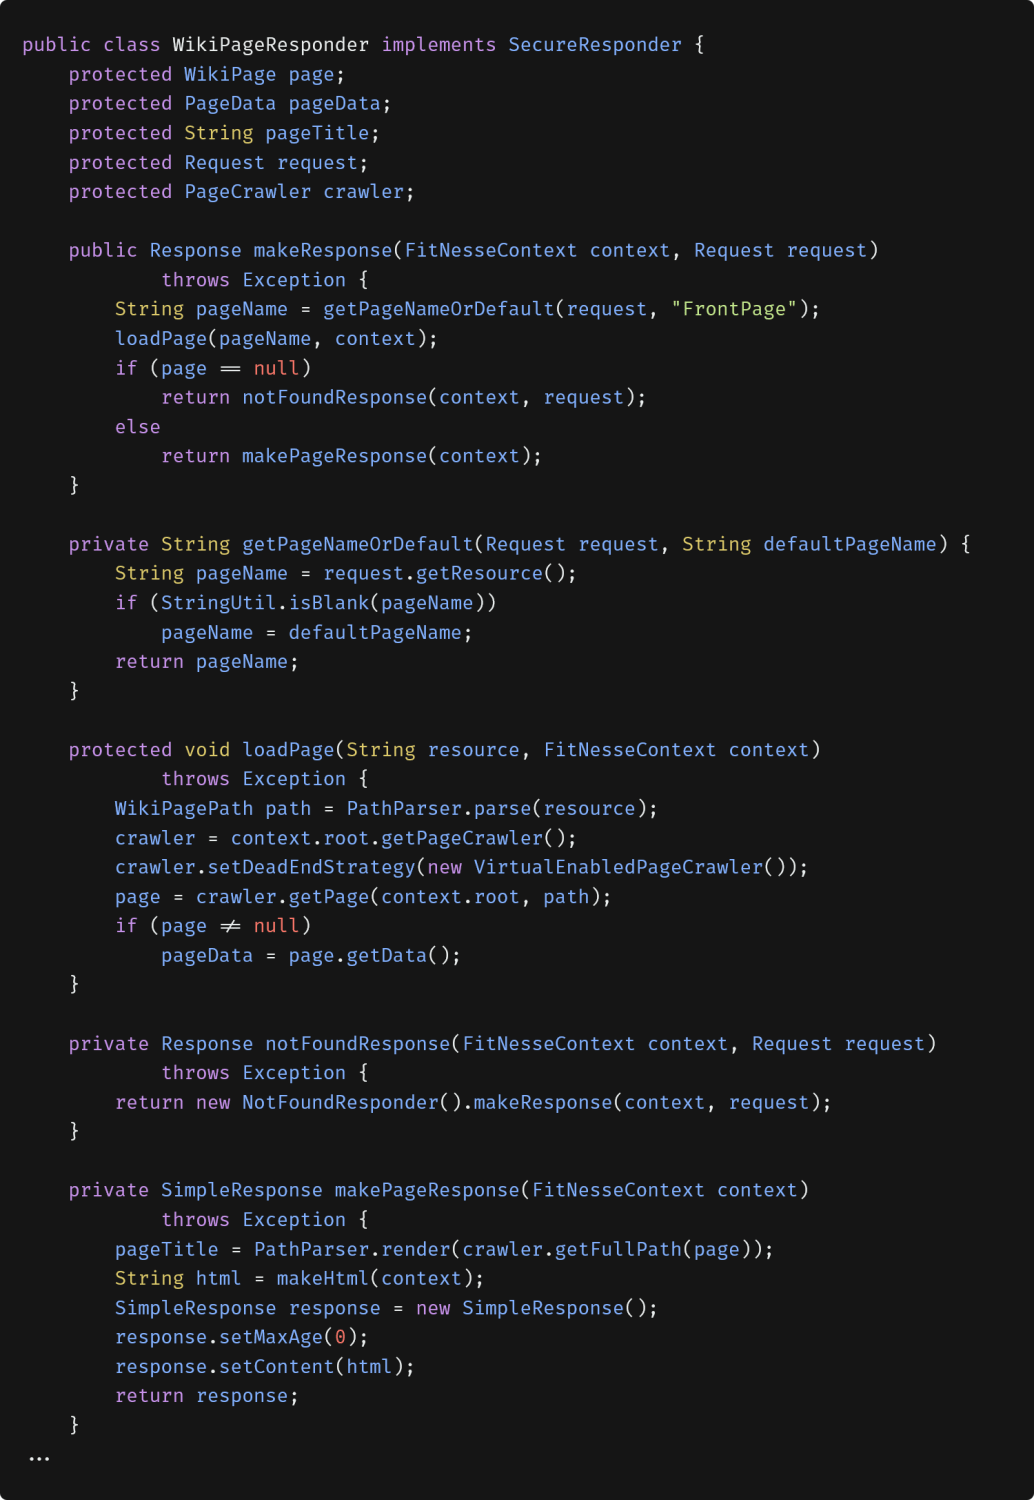 public class WikiPageResponder implements SecureResponder {
    protected WikiPage page;
    protected PageData pageData;
    protected String pageTitle;
    protected Request request;
    protected PageCrawler crawler;

    public Response makeResponse(FitNesseContext context, Request request)
            throws Exception {
        String pageName = getPageNameOrDefault(request, "FrontPage");
        loadPage(pageName, context);
        if (page == null)
            return notFoundResponse(context, request);
        else
            return makePageResponse(context);
    }

    private String getPageNameOrDefault(Request request, String defaultPageName) {
        String pageName = request.getResource();
        if (StringUtil.isBlank(pageName))
            pageName = defaultPageName;
        return pageName;
    }

    protected void loadPage(String resource, FitNesseContext context)
            throws Exception {
        WikiPagePath path = PathParser.parse(resource);
        crawler = context.root.getPageCrawler();
        crawler.setDeadEndStrategy(new VirtualEnabledPageCrawler());
        page = crawler.getPage(context.root, path);
        if (page != null)
            pageData = page.getData();
    }

    private Response notFoundResponse(FitNesseContext context, Request request)
            throws Exception {
        return new NotFoundResponder().makeResponse(context, request);
    }

    private SimpleResponse makePageResponse(FitNesseContext context)
            throws Exception {
        pageTitle = PathParser.render(crawler.getFullPath(page));
        String html = makeHtml(context);
        SimpleResponse response = new SimpleResponse();
        response.setMaxAge(0);
        response.setContent(html);
        return response;
    }
...